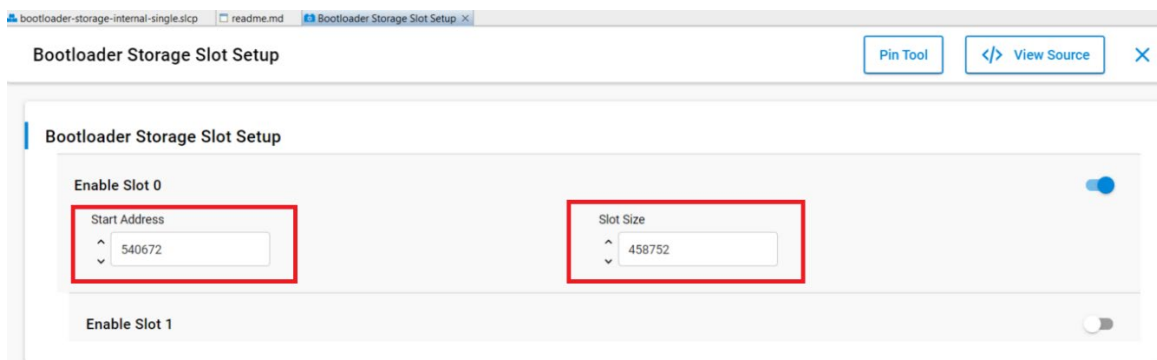 bootloader-storage-internal-single.slcp readme.md Bootloader Storage Slot Setup ×
Bootloader Storage Slot Setup Pin Tool </> View Source ×
Bootloader Storage Slot Setup
Enable Slot 0
Start Address Slot Size
540672 458752
Enable Slot 1